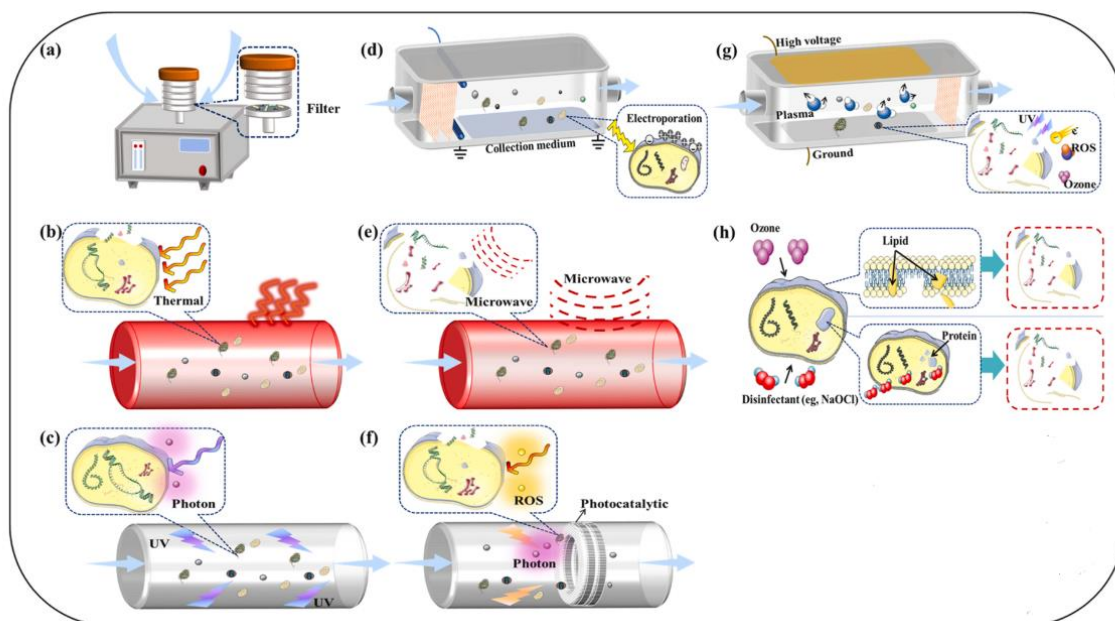 (a)
Filter
(d)
Electroporation
Collection medium
(g)
High voltage
Plasma
Ground
UV
e⁻
ROS
Ozone
(b)
Thermal
(e)
Microwave
Microwave
(h)
Ozone
Lipid
Protein
Disinfectant (eg, NaOCl)
(c)
Photon
UV
UV
(f)
ROS
Photocatalytic
Photon